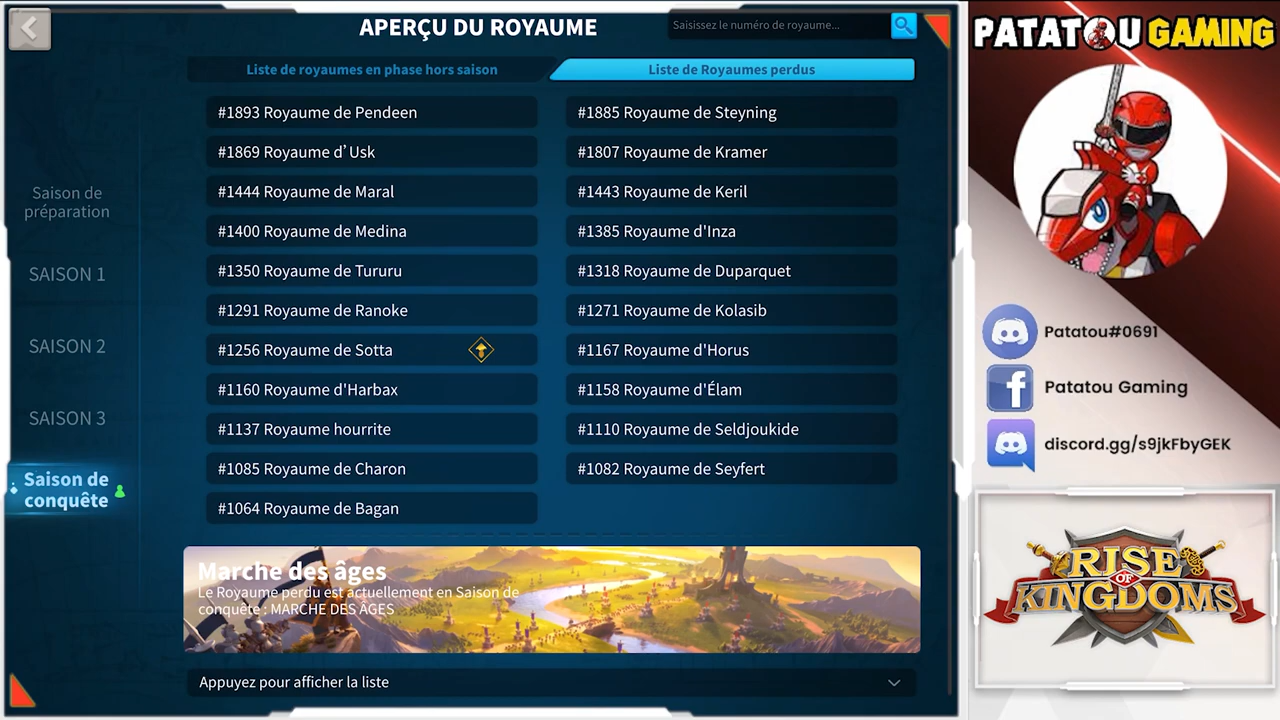 APERÇU DU ROYAUME
Saisissez le numéro de royaume...
PATATOU GAMING
Liste de royaumes en phase hors saison
Liste de Royaumes perdus
#1893 Royaume de Pendeen
#1885 Royaume de Steyning
#1869 Royaume d’Usk
#1807 Royaume de Kramer
#1444 Royaume de Maral
#1443 Royaume de Keril
#1400 Royaume de Medina
#1385 Royaume d'Inza
#1350 Royaume de Tururu
#1318 Royaume de Duparquet
#1291 Royaume de Ranoke
#1271 Royaume de Kolasib
#1256 Royaume de Sotta
#1167 Royaume d'Horus
#1160 Royaume d'Harbax
#1158 Royaume d'Élam
#1137 Royaume hourrite
#1110 Royaume de Seldjoukide
#1085 Royaume de Charon
#1082 Royaume de Seyfert
#1064 Royaume de Bagan
Saison de
préparation
SAISON 1
SAISON 2
SAISON 3
Saison de
conquête
Marche des âges
Le Royaume perdu est actuellement en Saison de
conquête : MARCHE DES ÂGES
Appuyez pour afficher la liste
Patatou#0691
Patatou Gaming
discord.gg/s9jkFbyGEK
RISE
OF
KINGDOMS